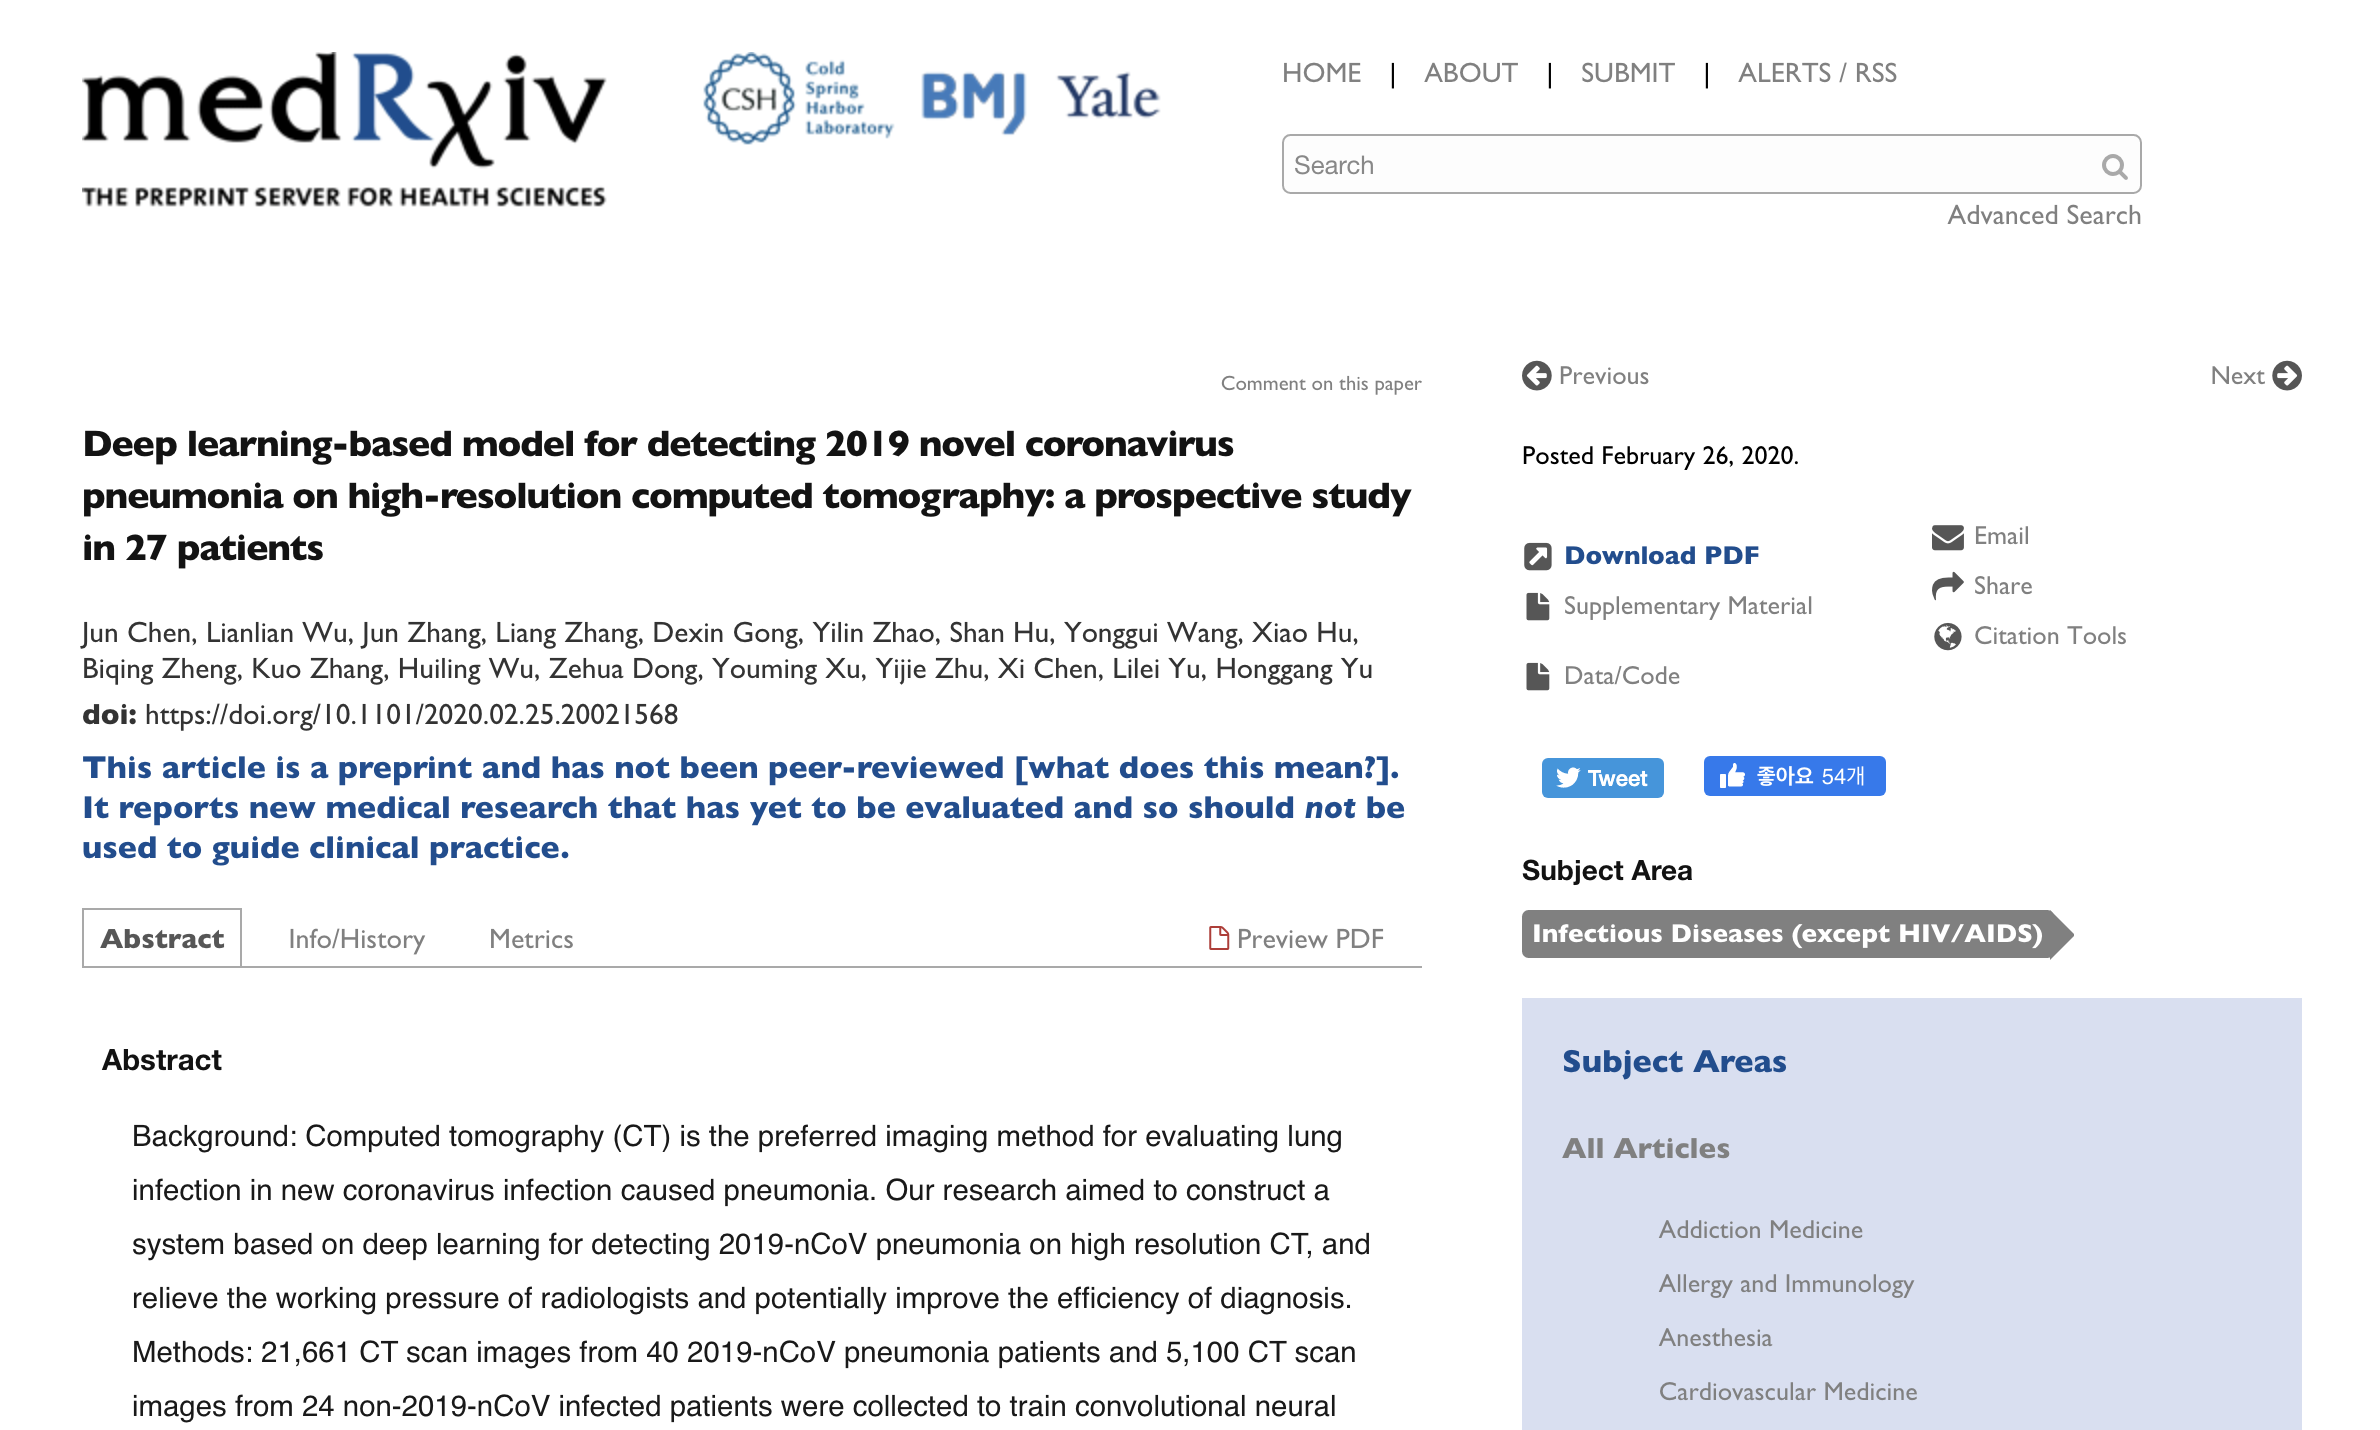 medRxiv
THE PREPRINT SERVER FOR HEALTH SCIENCES
CSH
Cold
Spring
Harbor
Laboratory
BMJ
Yale
HOME | ABOUT | SUBMIT | ALERTS / RSS
Search
Advanced Search
Comment on this paper
Deep learning-based model for detecting 2019 novel coronavirus
pneumonia on high-resolution computed tomography: a prospective study
in 27 patients
Jun Chen, Lianlian Wu, Jun Zhang, Liang Zhang, Dexin Gong, Yilin Zhao, Shan Hu, Yonggui Wang, Xiao Hu,
Biqing Zheng, Kuo Zhang, Huiling Wu, Zehua Dong, Youming Xu, Yijie Zhu, Xi Chen, Lilei Yu, Honggang Yu
doi: https://doi.org/10.1101/2020.02.25.20021568
This article is a preprint and has not been peer-reviewed [what does this mean?].
It reports new medical research that has yet to be evaluated and so should not be
used to guide clinical practice.
Abstract
Info/History
Metrics
Preview PDF
Abstract
Background: Computed tomography (CT) is the preferred imaging method for evaluating lung
infection in new coronavirus infection caused pneumonia. Our research aimed to construct a
system based on deep learning for detecting 2019-nCoV pneumonia on high resolution CT, and
relieve the working pressure of radiologists and potentially improve the efficiency of diagnosis.
Methods: 21,661 CT scan images from 40 2019-nCoV pneumonia patients and 5,100 CT scan
images from 24 non-2019-nCoV infected patients were collected to train convolutional neural
Previous
Next
Posted February 26, 2020.
Download PDF
Supplementary Material
Data/Code
Email
Share
Citation Tools
Tweet
좋아요 54개
Subject Area
Infectious Diseases (except HIV/AIDS)
Subject Areas
All Articles
Addiction Medicine
Allergy and Immunology
Anesthesia
Cardiovascular Medicine